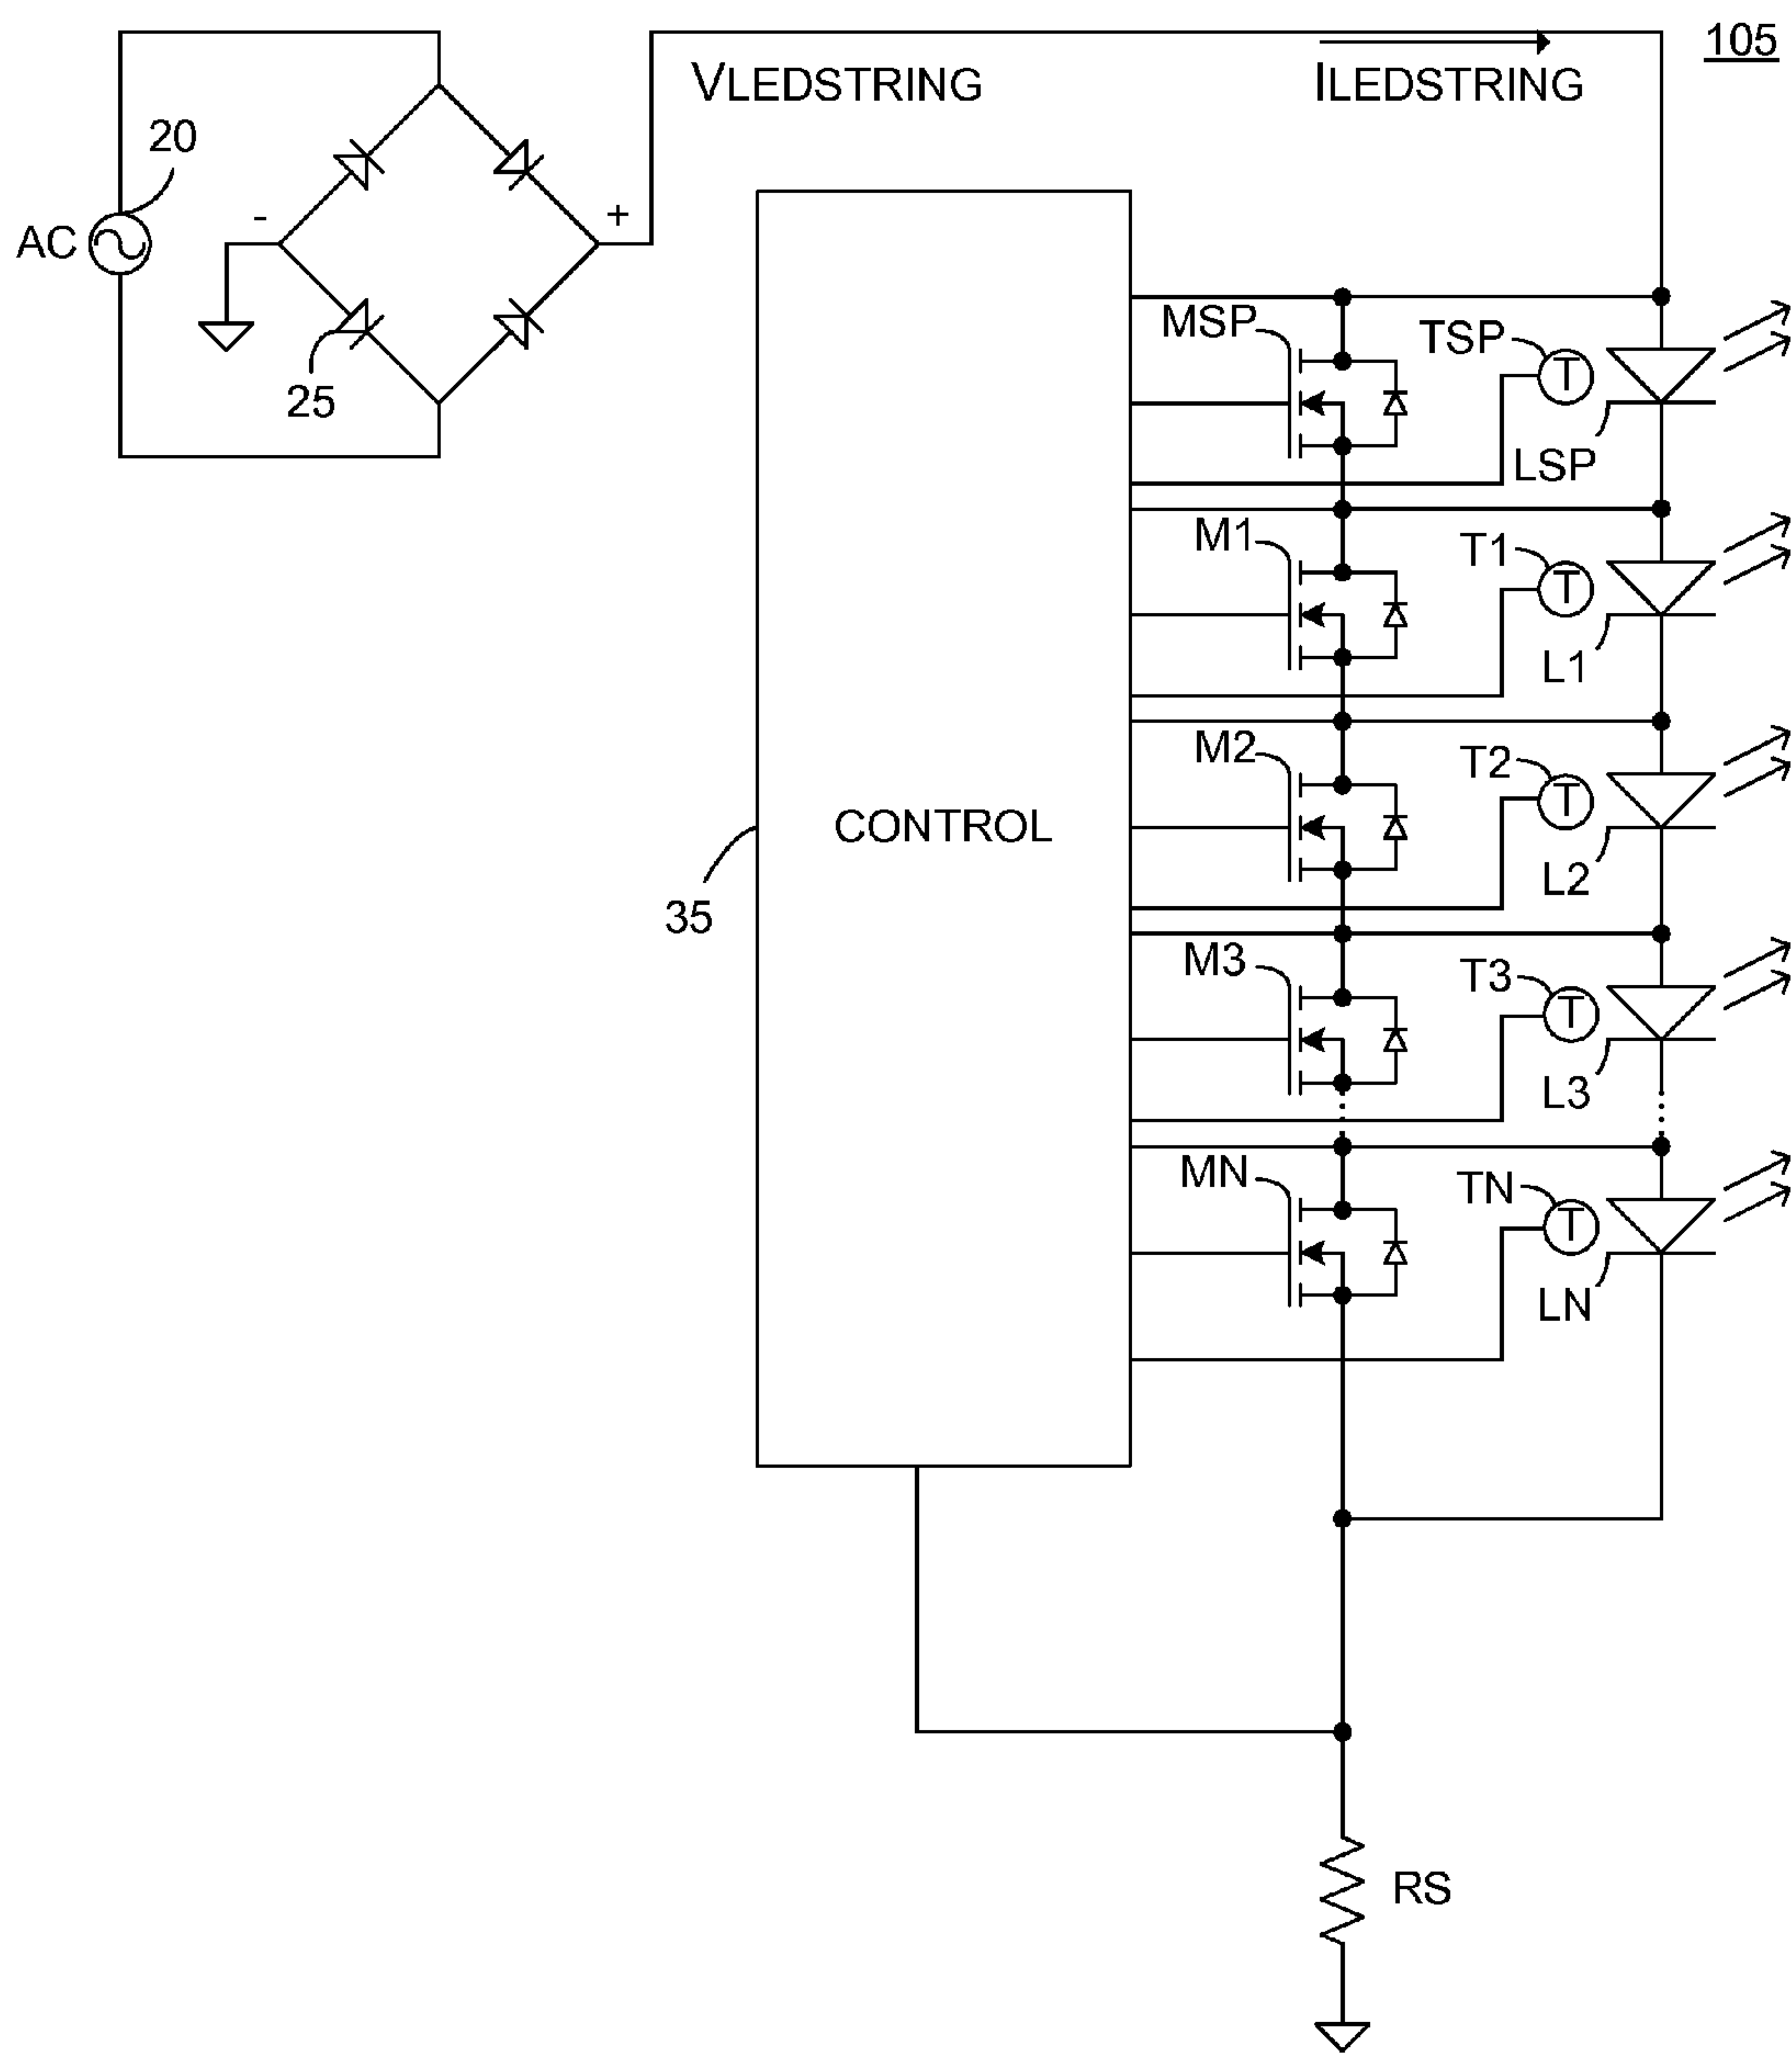 105
VLEDSTRING
ILEDSTRING
20
AC
-
+
25
MSP
TSP
T
LSP
M1
T1
T
L1
M2
T2
T
L2
CONTROL
35
M3
T3
T
L3
MN
TN
T
LN
RS